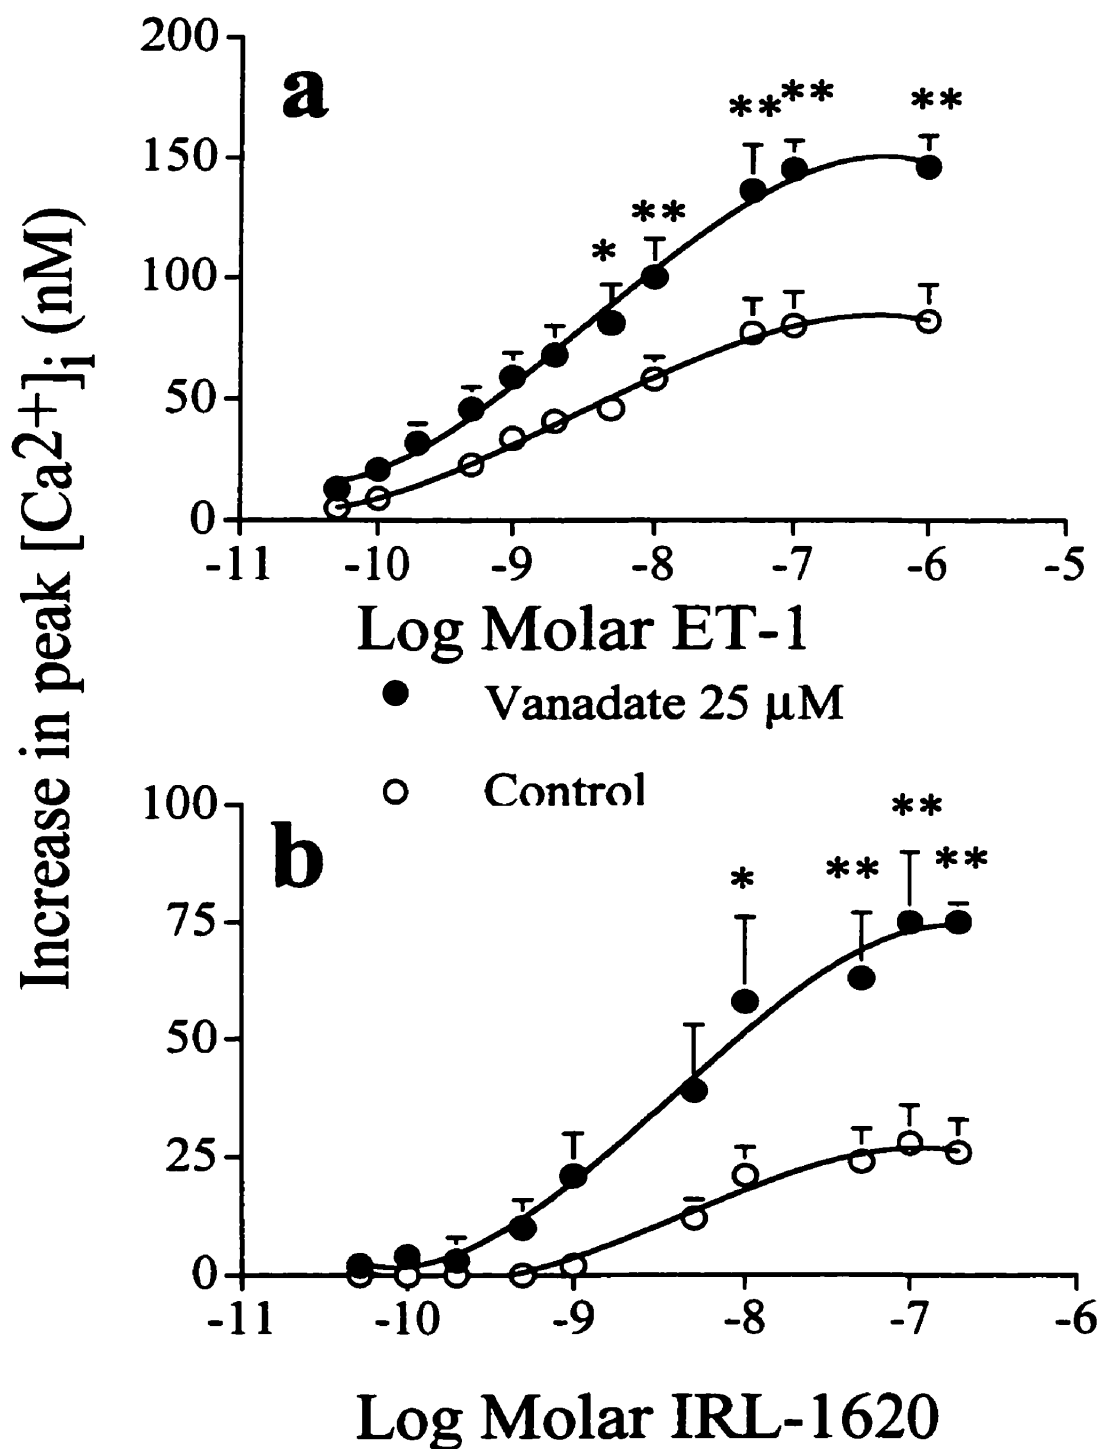 Increase in peak [Ca2+]i (nM)
a
200
150
100
50
0
* ** ** ** **
-11 -10 -9 -8 -7 -6 -5
Log Molar ET-1
Vanadate 25 µM
Control
b
100
75
50
25
0
* ** ** **
-11 -10 -9 -8 -7 -6
Log Molar IRL-1620